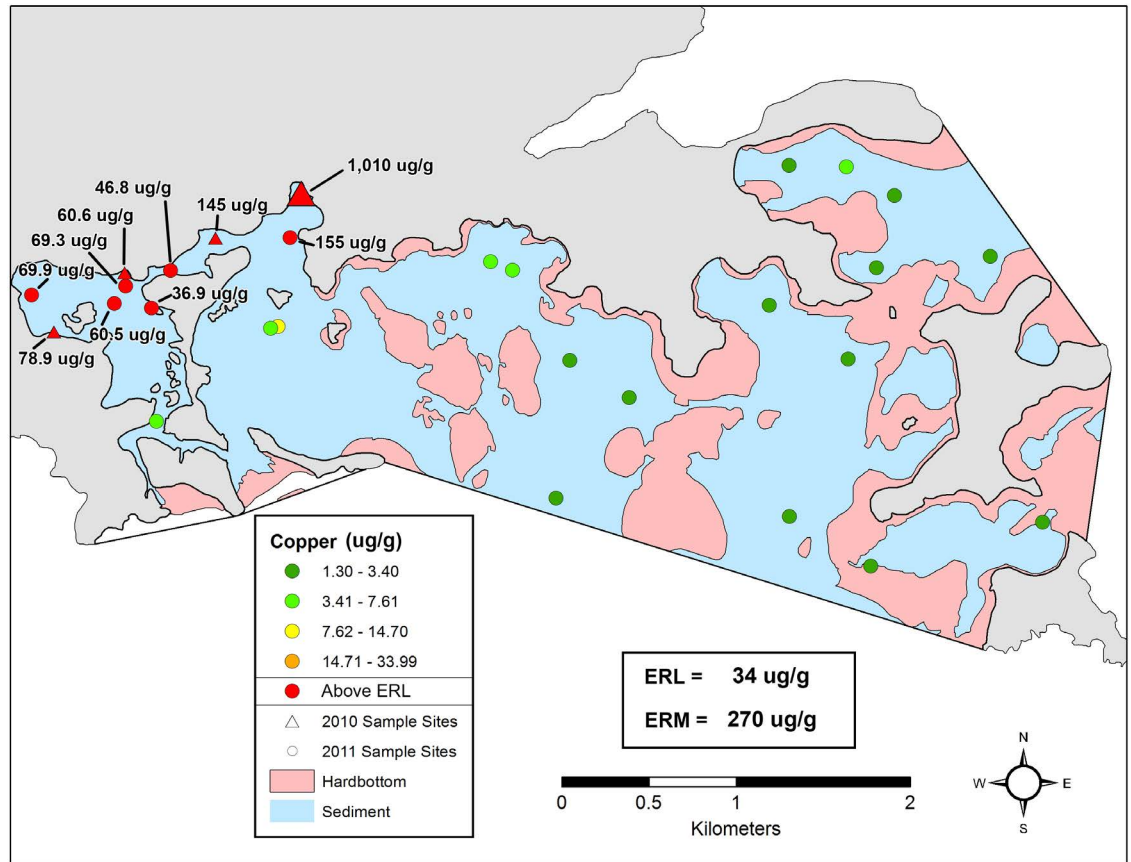 1,010 ug/g
46.8 ug/g
145 ug/g
60.6 ug/g
155 ug/g
69.3 ug/g
69.9 ug/g
36.9 ug/g
60.5 ug/g
78.9 ug/g
Copper (ug/g)
1.30 - 3.40
3.41 - 7.61
7.62 - 14.70
14.71 - 33.99
Above ERL
2010 Sample Sites
2011 Sample Sites
Hardbottom
Sediment
ERL = 34 ug/g
ERM = 270 ug/g
0 0.5 1 2
Kilometers
N
W E
S